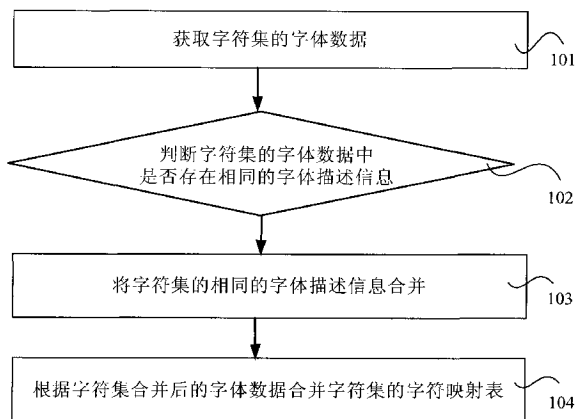 获取字符集的字体数据
101
判断字符集的字体数据中
是否存在相同的字体描述信息
102
将字符集的相同的字体描述信息合并
103
根据字符集合并后的字体数据合并字符集的字符映射表
104